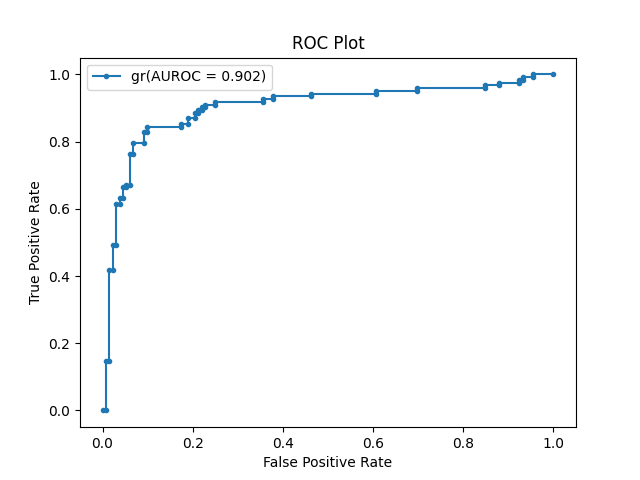 ROC Plot
gr(AUROC = 0.902)
1.0
0.8
0.6
0.4
0.2
0.0
True Positive Rate
0.0 0.2 0.4 0.6 0.8 1.0
False Positive Rate